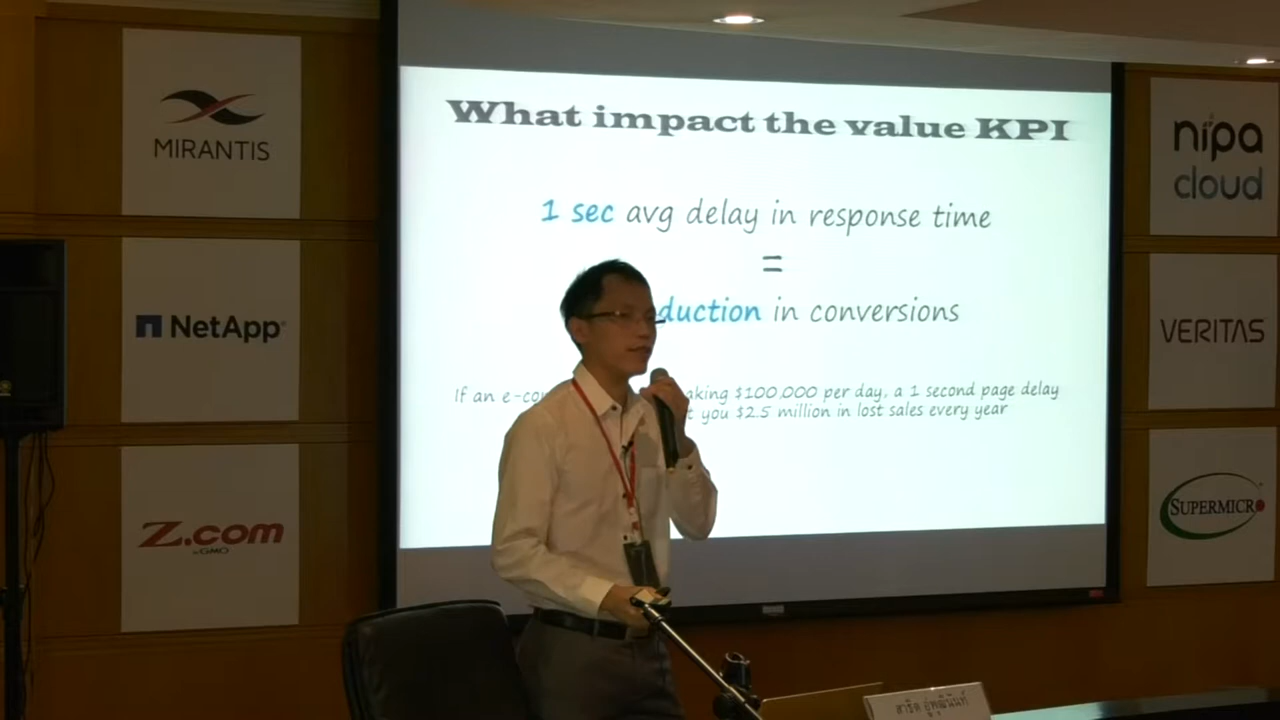 MIRANTIS
NetApp
Z.com
by GMO
What impact the value KPI
1 sec avg delay in response time
=
duction in conversions
If an e-co aking $100,000 per day, a 1 second page delay
t you $2.5 million in lost sales every year
nipa
cloud
VERITAS
SUPERMICRO